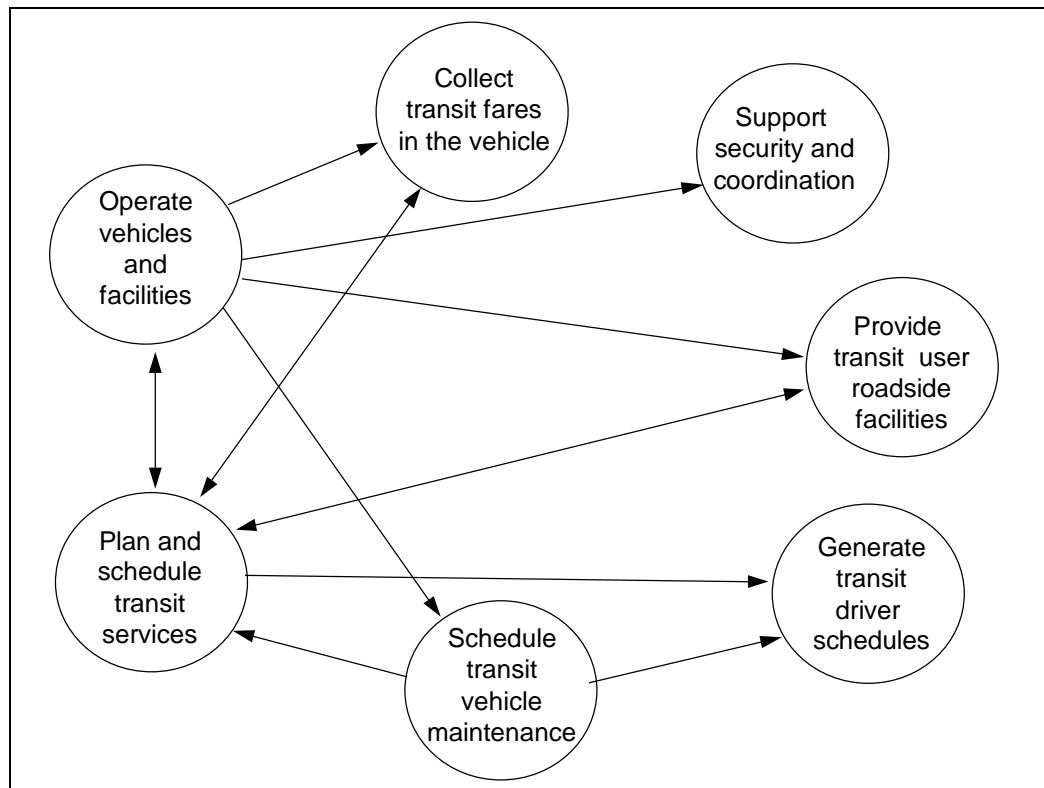 Collect
transit fares
in the vehicle
Support
security and
coordination
Operate
vehicles
and
facilities
Provide
transit user
roadside
facilities
Plan and
schedule
transit
services
Generate
transit
driver
schedules
Schedule
transit
vehicle
maintenance